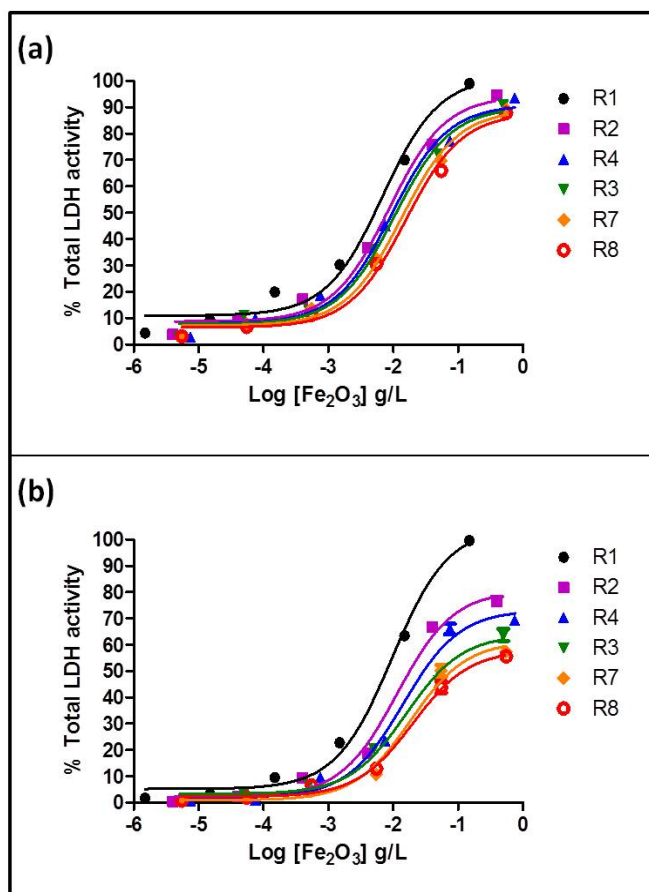 (a)
% Total LDH activity
100
90
80
70
60
50
40
30
20
10
0
-6 -5 -4 -3 -2 -1 0
Log [Fe₂O₃] g/L
R1
R2
R4
R3
R7
R8
(b)
% Total LDH activity
100
90
80
70
60
50
40
30
20
10
0
-6 -5 -4 -3 -2 -1 0
Log [Fe₂O₃] g/L
R1
R2
R4
R3
R7
R8